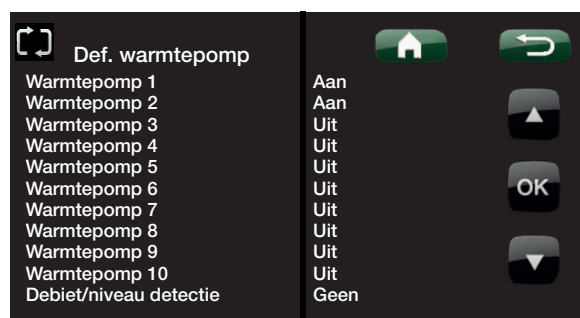 Def. warmtepomp
Warmtepomp 1 Aan
Warmtepomp 2 Aan
Warmtepomp 3 Uit
Warmtepomp 4 Uit
Warmtepomp 5 Uit
Warmtepomp 6 Uit
Warmtepomp 7 Uit
Warmtepomp 8 Uit
Warmtepomp 9 Uit
Warmtepomp 10 Uit
Debiet/niveau detectie Geen
OK